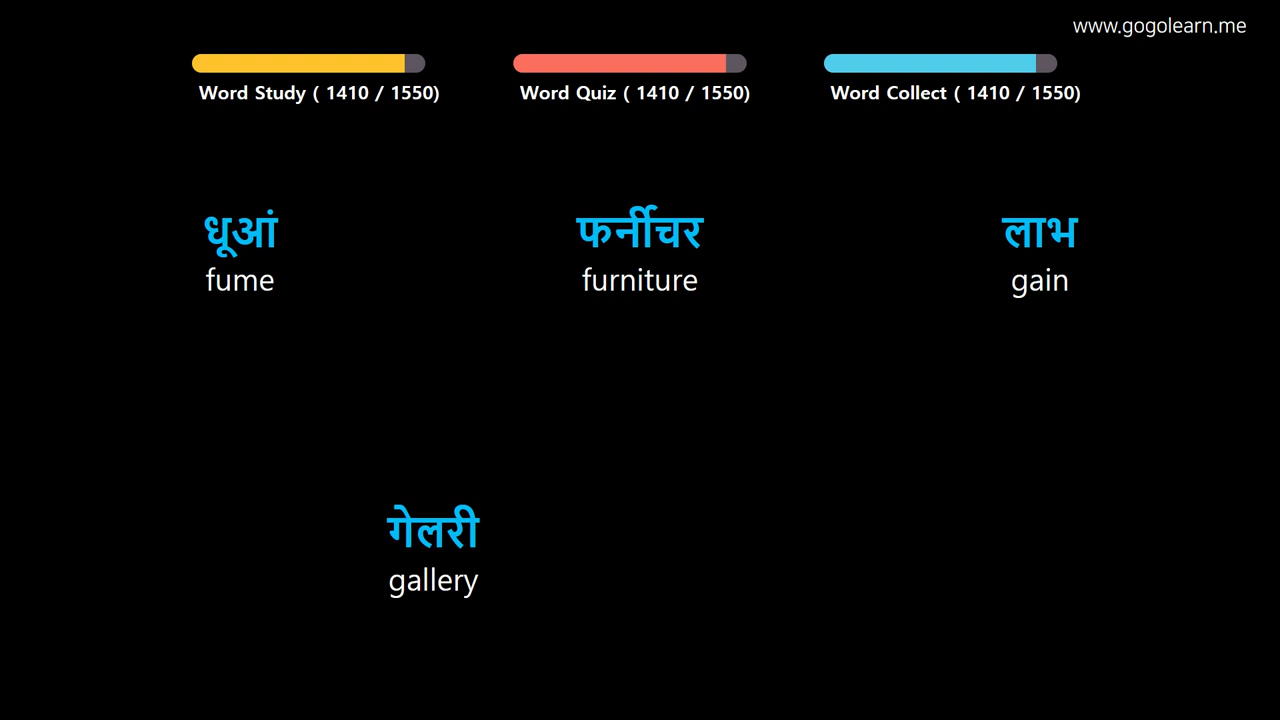 www.gogolearn.me
Word Study ( 1410 / 1550)
Word Quiz ( 1410 / 1550)
Word Collect ( 1410 / 1550)
धूआं
fume
फर्नीचर
furniture
लाभ
gain
गेलरी
gallery